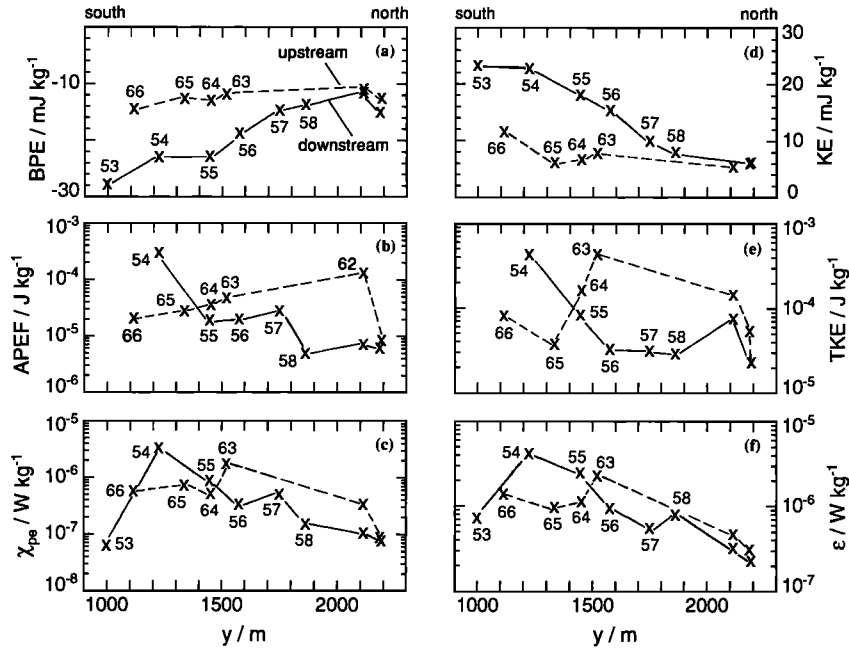 south north south north
(a)
upstream
downstream
66 65 64 63
53 54 55 56 57 58
-10
-30
BPE / mJ kg⁻¹
(d)
53 54 55 56 57 58
66 65 64 63
30
20
10
0
KE / mJ kg⁻¹
(b)
10⁻³
10⁻⁴
10⁻⁵
10⁻⁶
APEF / J kg⁻¹
54 55 56 57 58
66 65 64 63 62
(e)
54 55 56 57 58
66 65 64 63
10⁻³
10⁻⁴
10⁻⁵
TKE / J kg⁻¹
(c)
10⁻⁵
10⁻⁶
10⁻⁷
10⁻⁸
χpe / W kg⁻¹
53 54 55 56 57 58
66 65 64 63
1000 1500 2000
y / m
(f)
53 54 55 56 57 58
66 65 64 63
10⁻⁵
10⁻⁶
10⁻⁷
ε / W kg⁻¹
1000 1500 2000
y / m